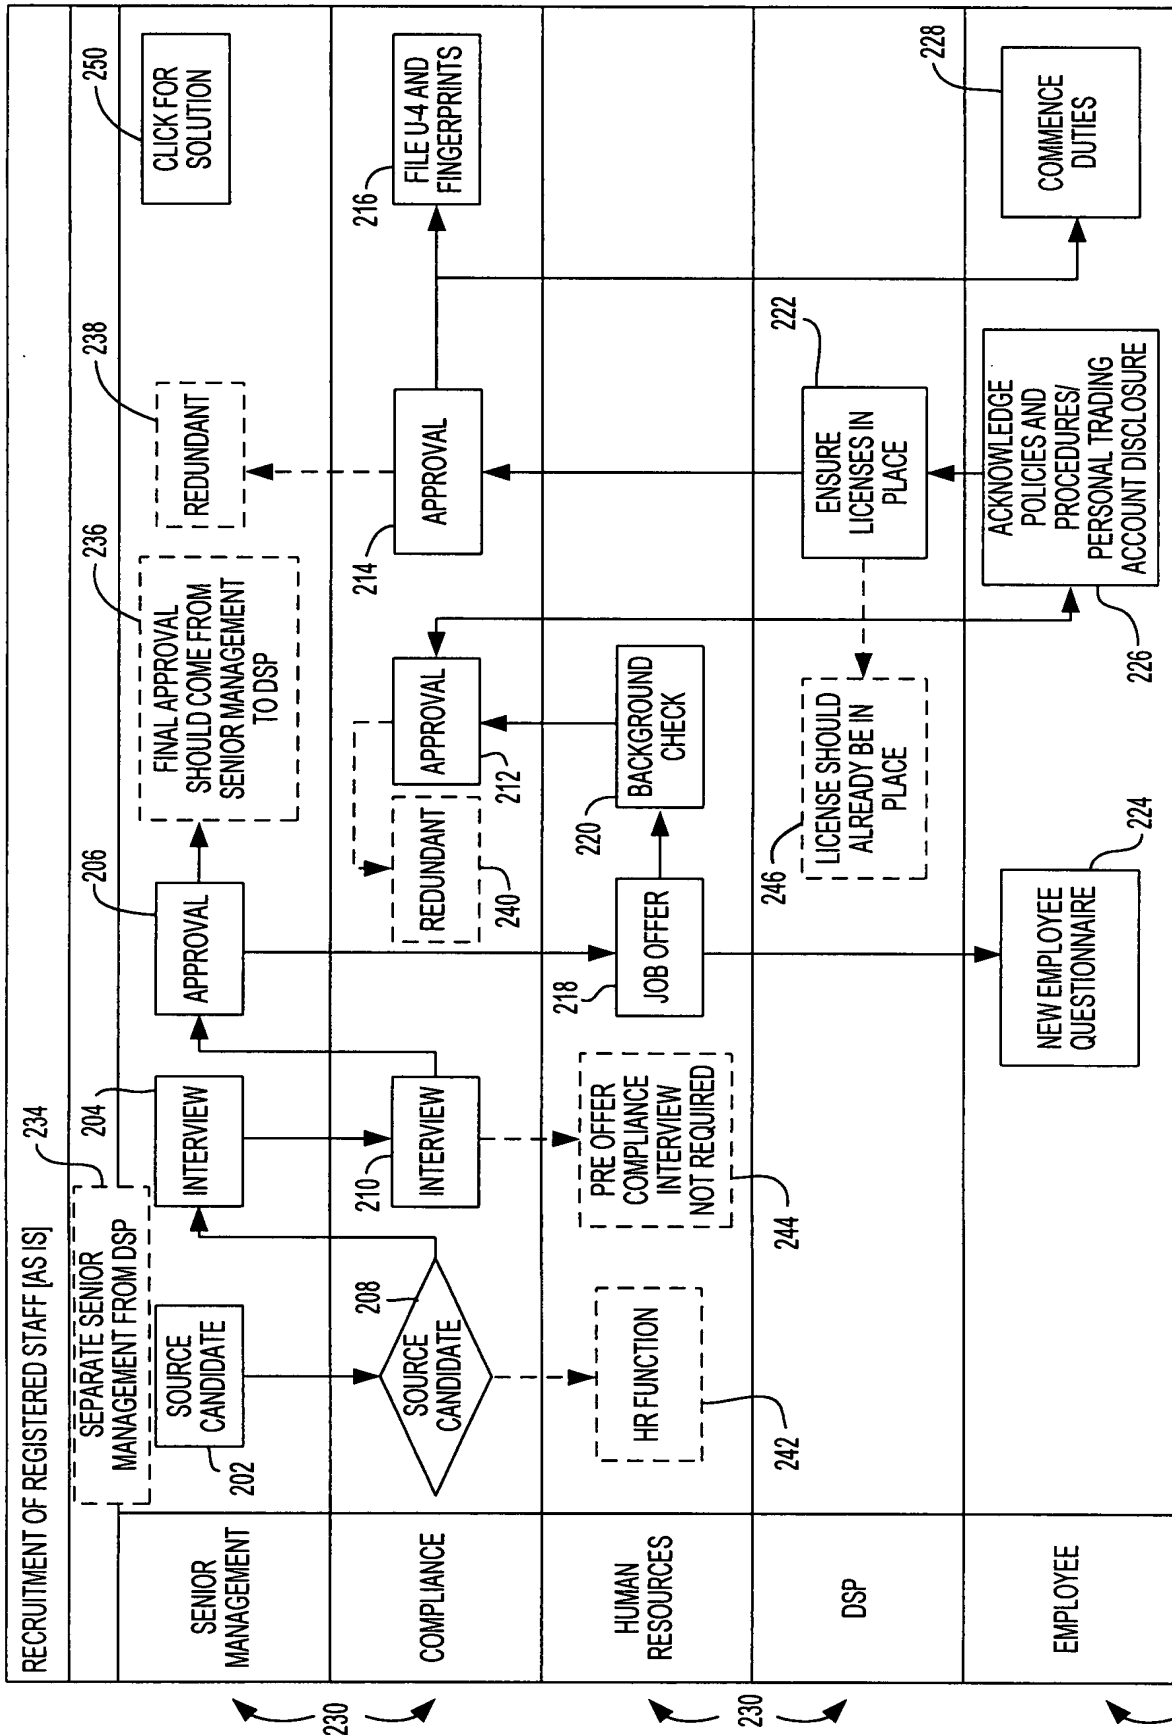 RECRUITMENT OF REGISTERED STAFF [AS IS]
234
SEPARATE SENIOR
MANAGEMENT FROM DSP
SENIOR
MANAGEMENT
SOURCE
CANDIDATE
202
INTERVIEW
204
APPROVAL
206
FINAL APPROVAL
SHOULD COME FROM
SENIOR MANAGEMENT
TO DSP
236
REDUNDANT
238
CLICK FOR
SOLUTION
250
COMPLIANCE
SOURCE
CANDIDATE
208
INTERVIEW
210
REDUNDANT
240
APPROVAL
212
APPROVAL
214
FILE U-4 AND
FINGERPRINTS
216
230
HUMAN
RESOURCES
HR FUNCTION
242
PRE OFFER
COMPLIANCE
INTERVIEW
NOT REQUIRED
244
JOB OFFER
218
BACKGROUND
CHECK
220
DSP
LICENSE SHOULD
ALREADY BE IN
PLACE
246
ENSURE
LICENSES IN
PLACE
222
230
EMPLOYEE
NEW EMPLOYEE
QUESTIONNAIRE
224
ACKNOWLEDGE
POLICIES AND
PROCEDURES/
PERSONAL TRADING
ACCOUNT DISCLOSURE
226
COMMENCE
DUTIES
228